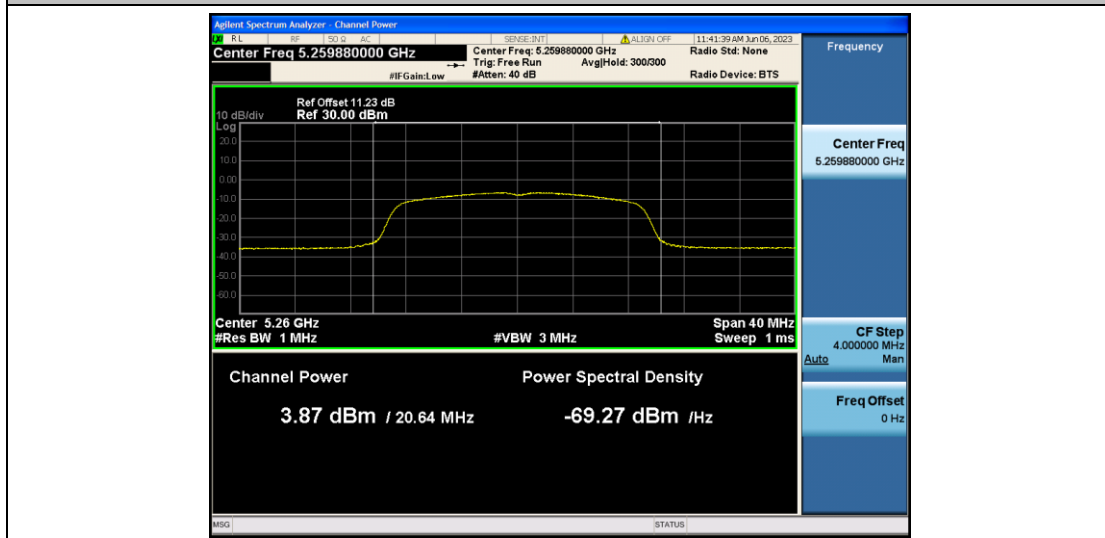 Agilent Spectrum Analyzer - Channel Power
RL RF 50 Ω AC SENSE:INT ALIGN OFF 11:41:39 AM Jun 06, 2023
Center Freq 5.259880000 GHz
Center Freq: 5.259880000 GHz
Radio Std: None
Trig: Free Run Avg|Hold: 300/300
#IFGain:Low #Atten: 40 dB Radio Device: BTS
Ref Offset 11.23 dB
10 dB/div Ref 30.00 dBm
Log
20.0
10.0
0.00
-10.0
-20.0
-30.0
-40.0
-50.0
-60.0
Center 5.26 GHz Span 40 MHz
#Res BW 1 MHz #VBW 3 MHz Sweep 1 ms
Channel Power Power Spectral Density
3.87 dBm / 20.64 MHz -69.27 dBm /Hz
MSG STATUS
Frequency
Center Freq
5.259880000 GHz
CF Step
4.000000 MHz
Auto Man
Freq Offset
0 Hz